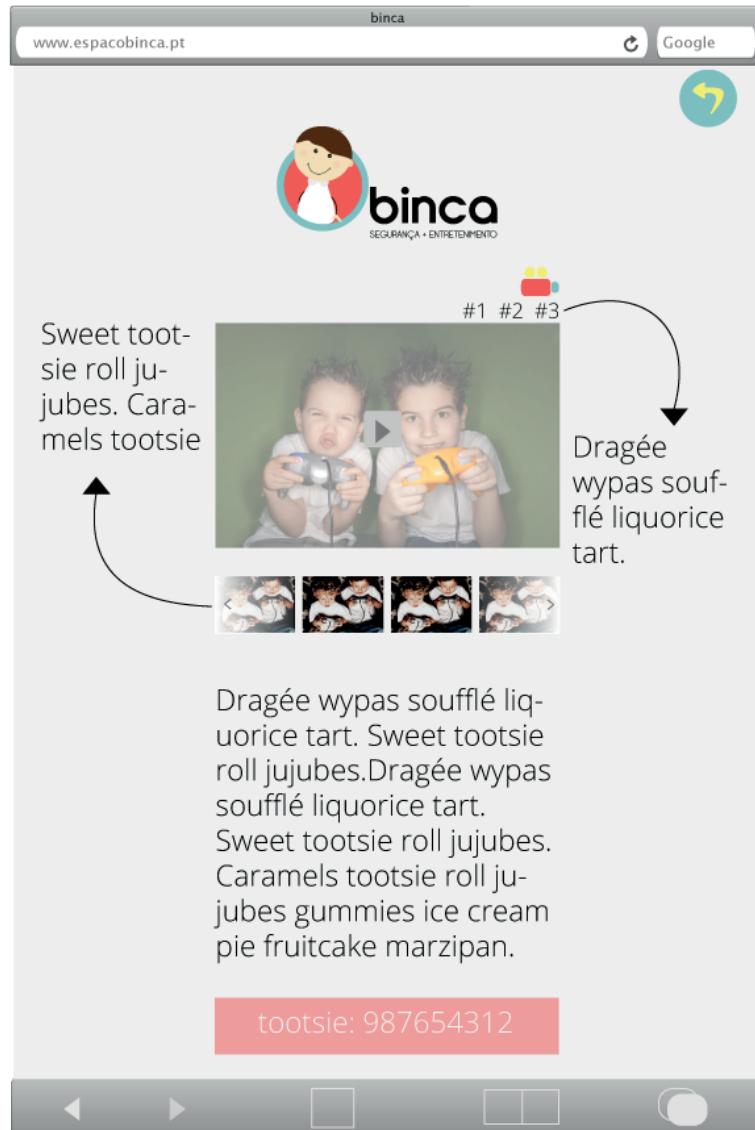 binca
www.espacobinca.pt
Google
binca
SEGURANÇA + ENTRETENIMENTO
#1 #2 #3
Sweet toot-
sie roll ju-
jubes. Cara-
mels tootsie
Dragée
wypas souf-
flé liquorice
tart.
Dragée wypas soufflé liq-
uorice tart. Sweet tootsie
roll jujubes.Dragée wypas
soufflé liquorice tart.
Sweet tootsie roll jujubes.
Caramels tootsie roll ju-
jubes gummies ice cream
pie fruitcake marzipan.
tootsie: 987654312